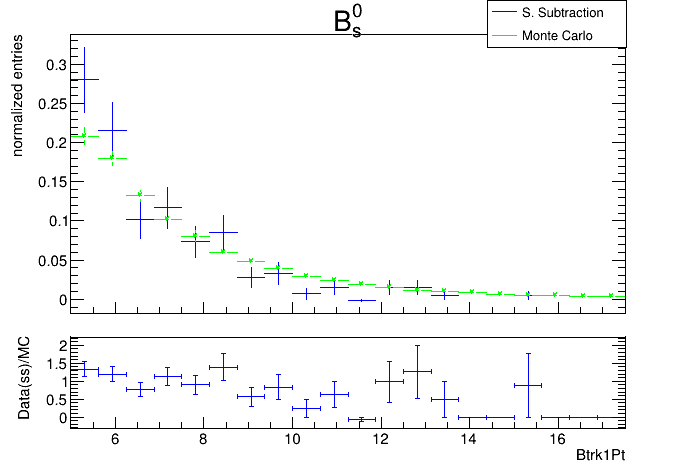 B⁰ₛ
S. Subtraction
Monte Carlo
normalized entries
0.3
0.25
0.2
0.15
0.1
0.05
0
Data(ss)/MC
2
1.5
1
0.5
0
6 8 10 12 14 16
Btrk1Pt